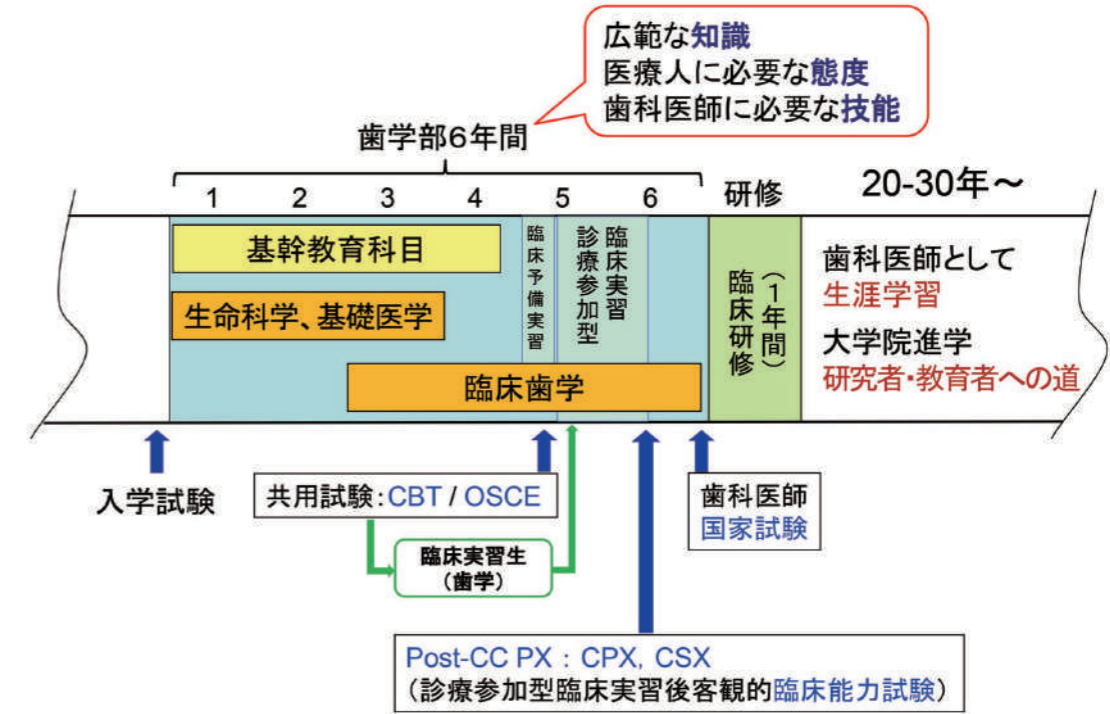 広範な知識
医療人に必要な態度
歯科医師に必要な技能
歯学部6年間
1 2 3 4 5 6 研修 20-30年～
基幹教育科目
生命科学、基礎医学
臨床歯学
臨床予備実習
診療参加型
臨床実習
臨床研修
（1年間）
歯科医師として
生涯学習
大学院進学
研究者・教育者への道
入学試験
共用試験：CBT / OSCE
臨床実習生
（歯学）
歯科医師
国家試験
Post-CC PX : CPX, CSX
（診療参加型臨床実習後客観的臨床能力試験）